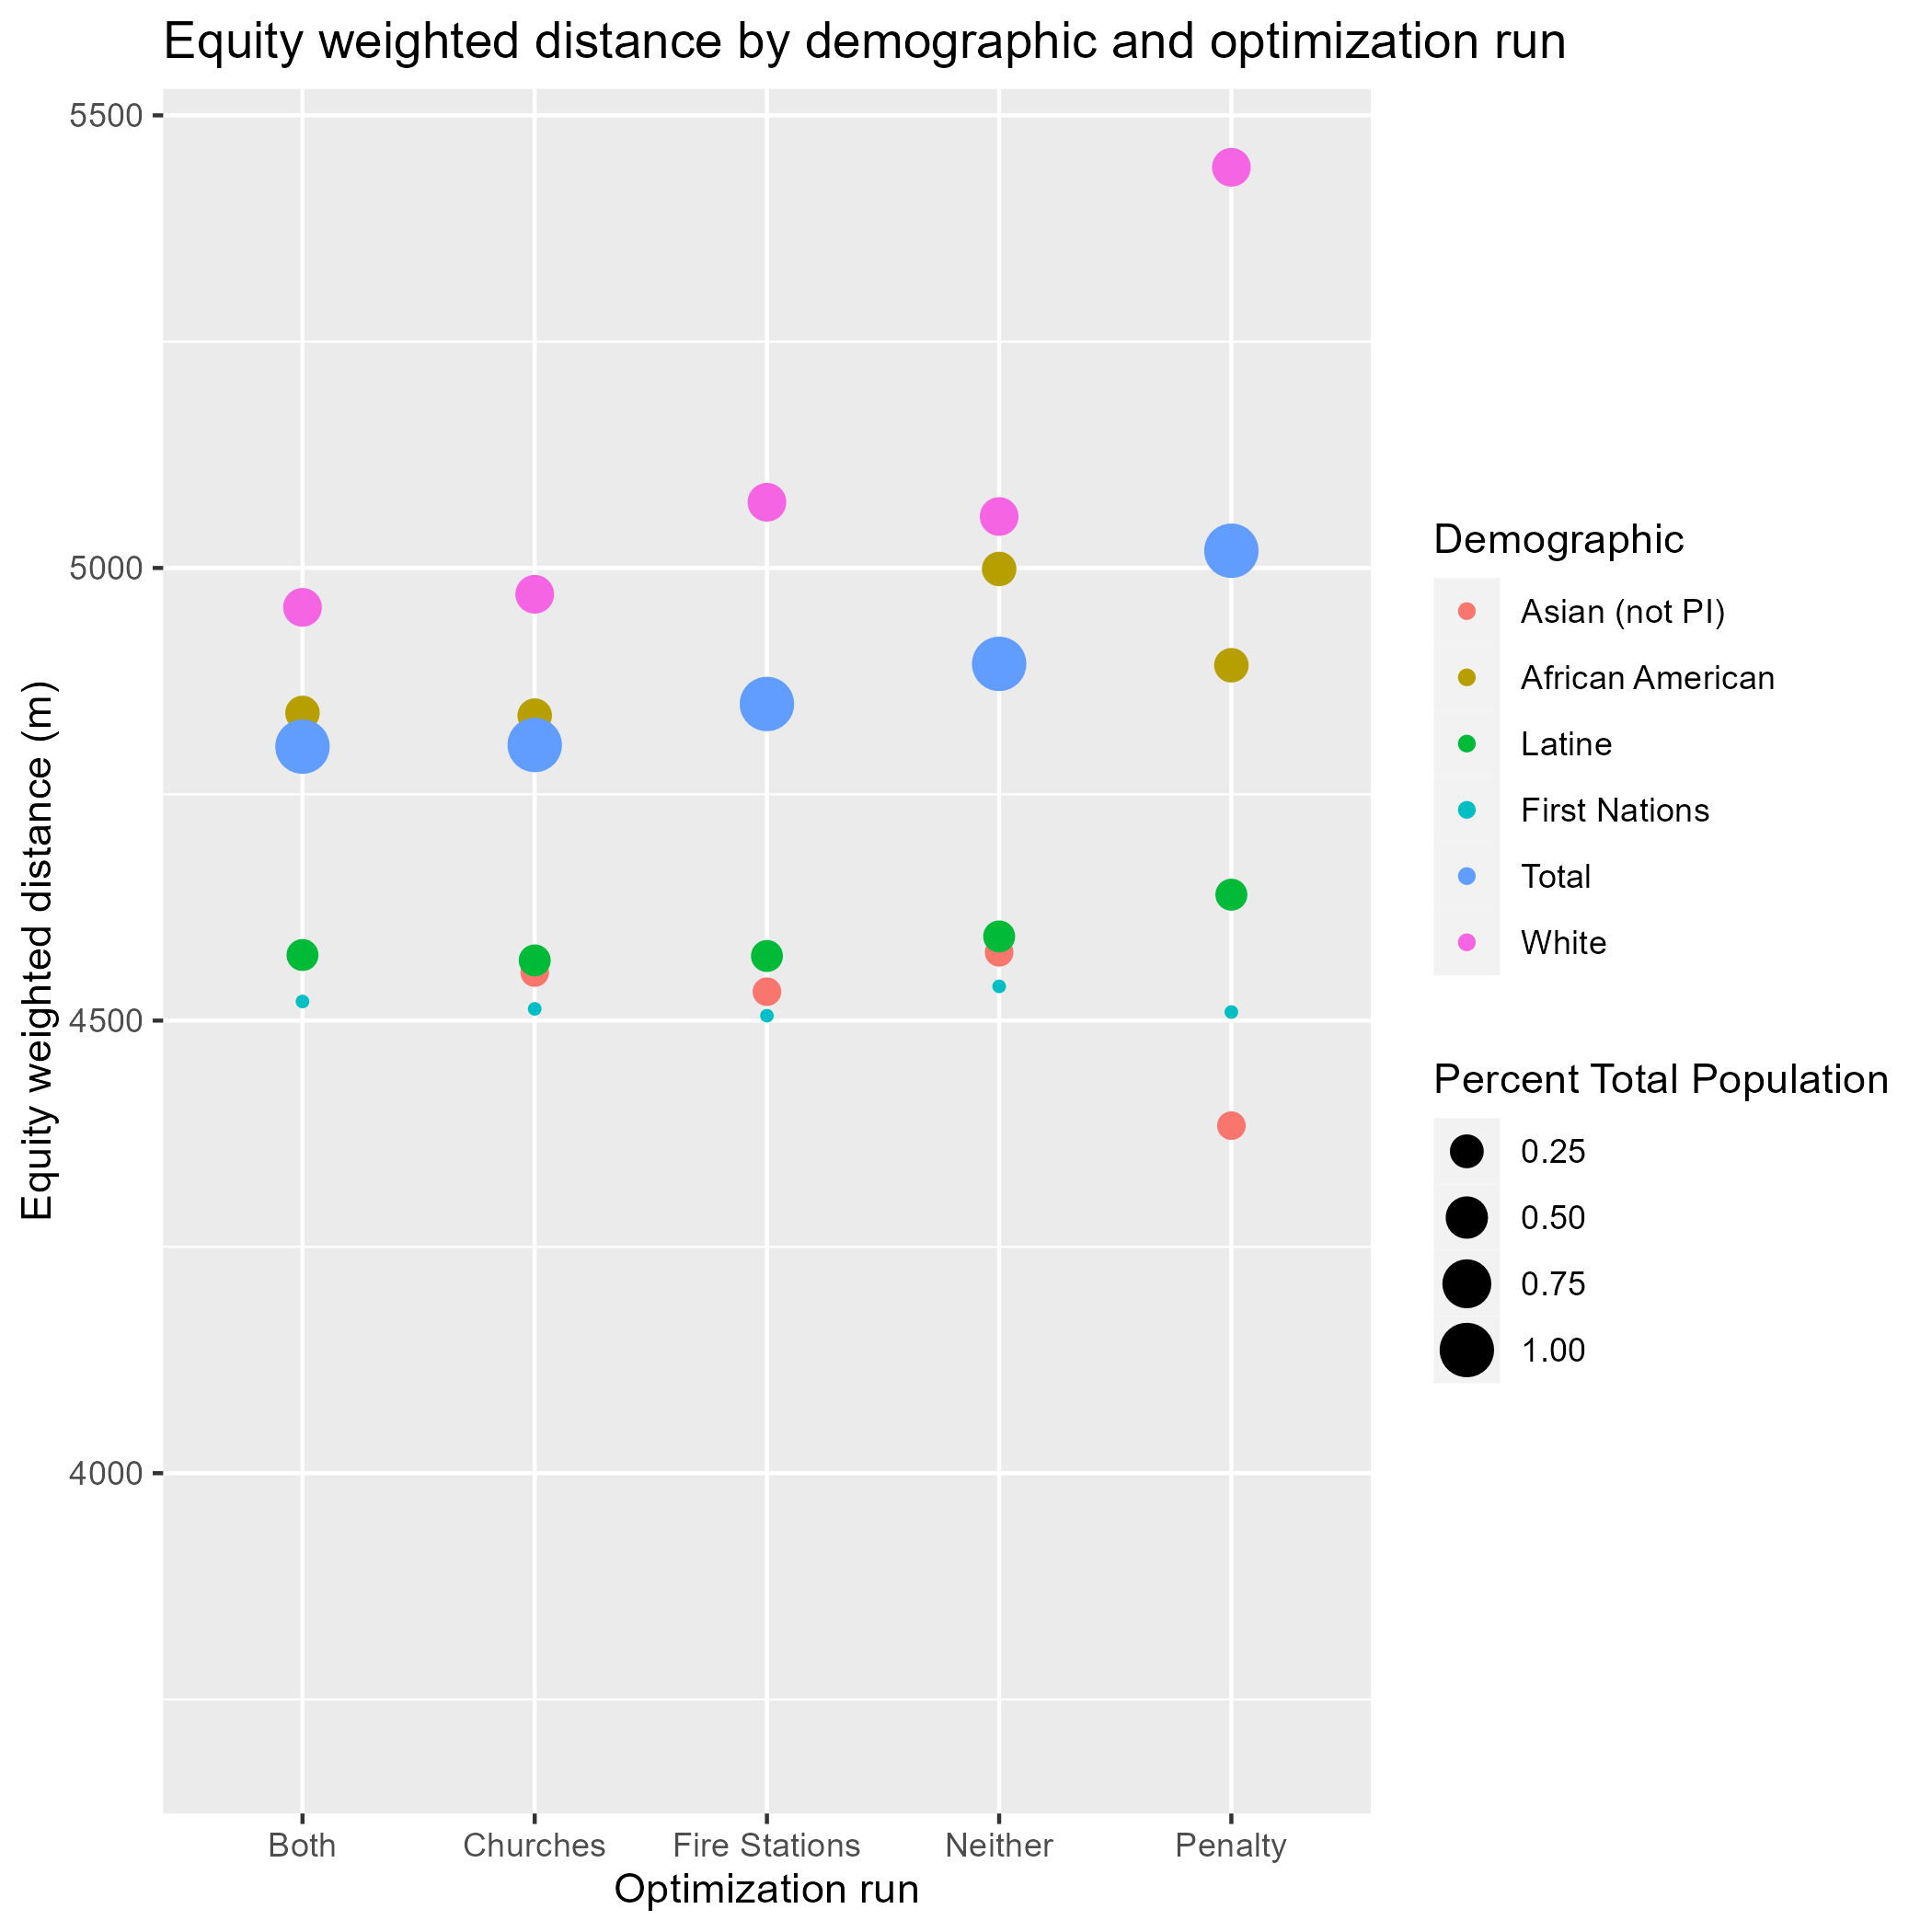 Equity weighted distance by demographic and optimization run
5500
5000
4500
4000
Equity weighted distance (m)
Both
Churches
Fire Stations
Neither
Penalty
Optimization run
Demographic
Asian (not PI)
African American
Latine
First Nations
Total
White
Percent Total Population
0.25
0.50
0.75
1.00